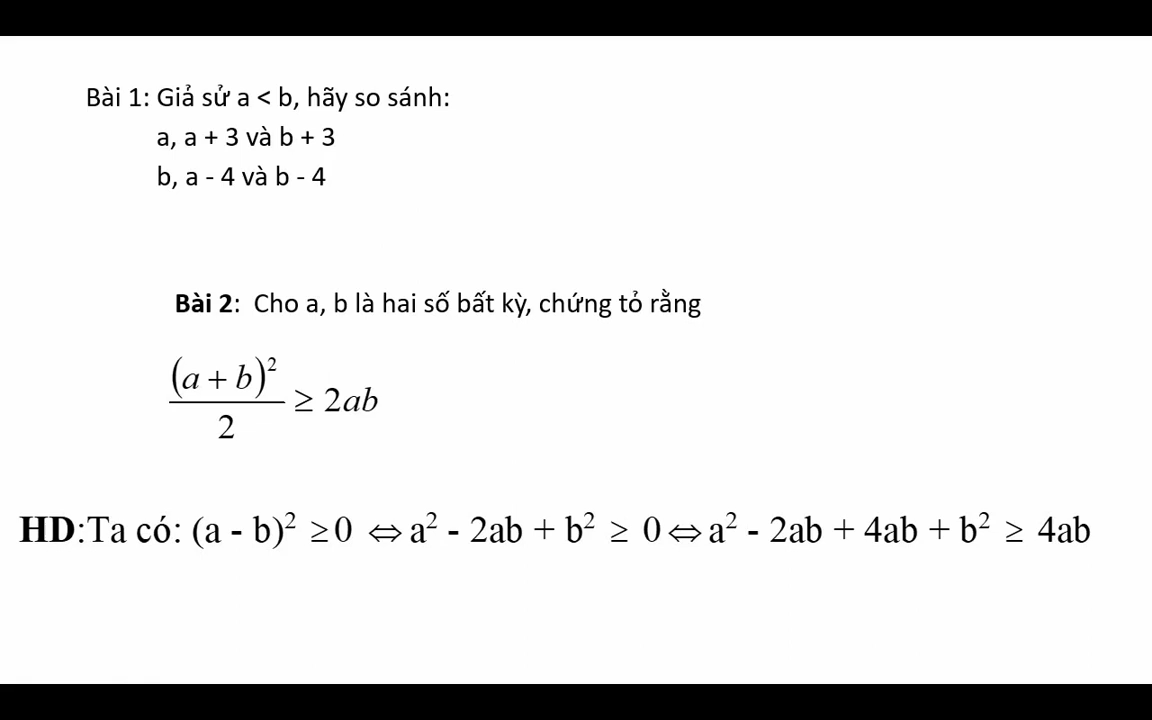 Bài 1: Giả sử a < b, hãy so sánh:
a, a + 3 và b + 3
b, a - 4 và b - 4
Bài 2:  Cho a, b là hai số bất kỳ, chứng tỏ rằng
(a + b)² / 2 ≥ 2ab
HD:Ta có: (a - b)² ≥0 ⇔ a² - 2ab + b² ≥ 0⇔a² - 2ab + 4ab + b² ≥ 4ab